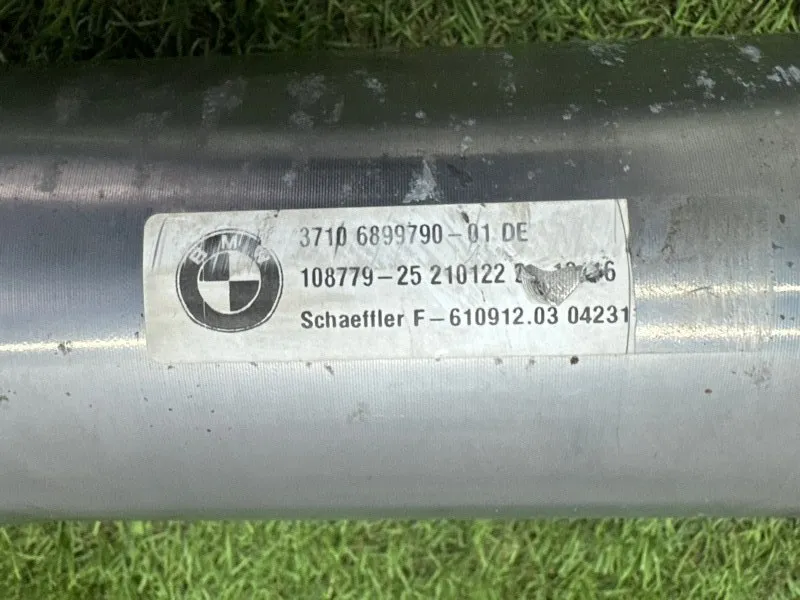 BMW
3710 6899790-01 DE
108779-25 210122
Schaeffler F-610912.03 04231